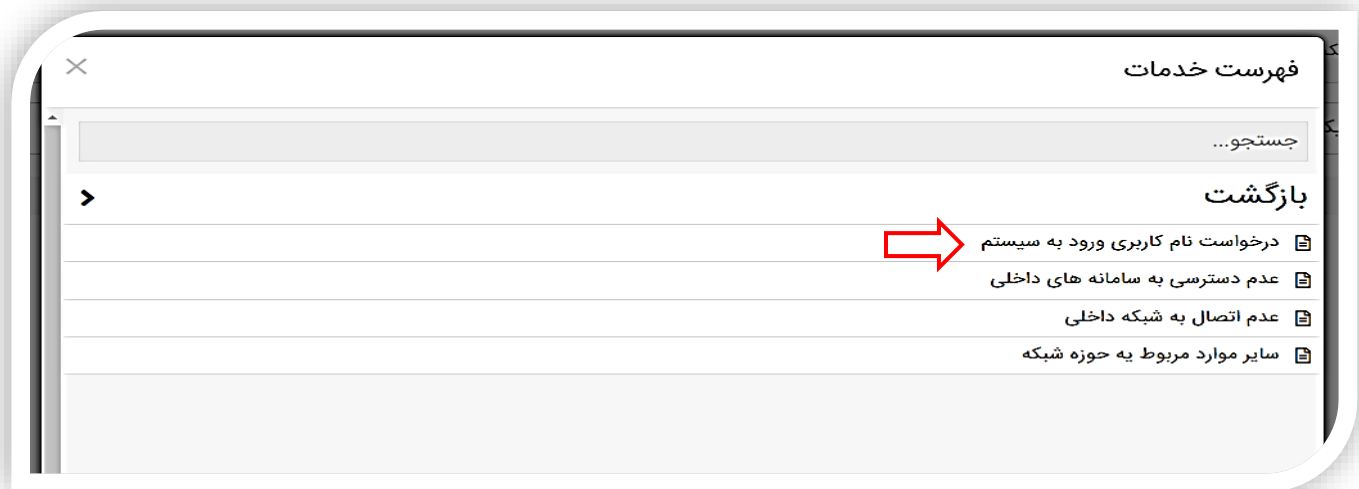 فهرست خدمات
جستجو...
بازگشت
درخواست نام کاربری ورود به سیستم
عدم دسترسی به سامانه های داخلی
عدم اتصال به شبکه داخلی
سایر موارد مربوط یه حوزه شبکه